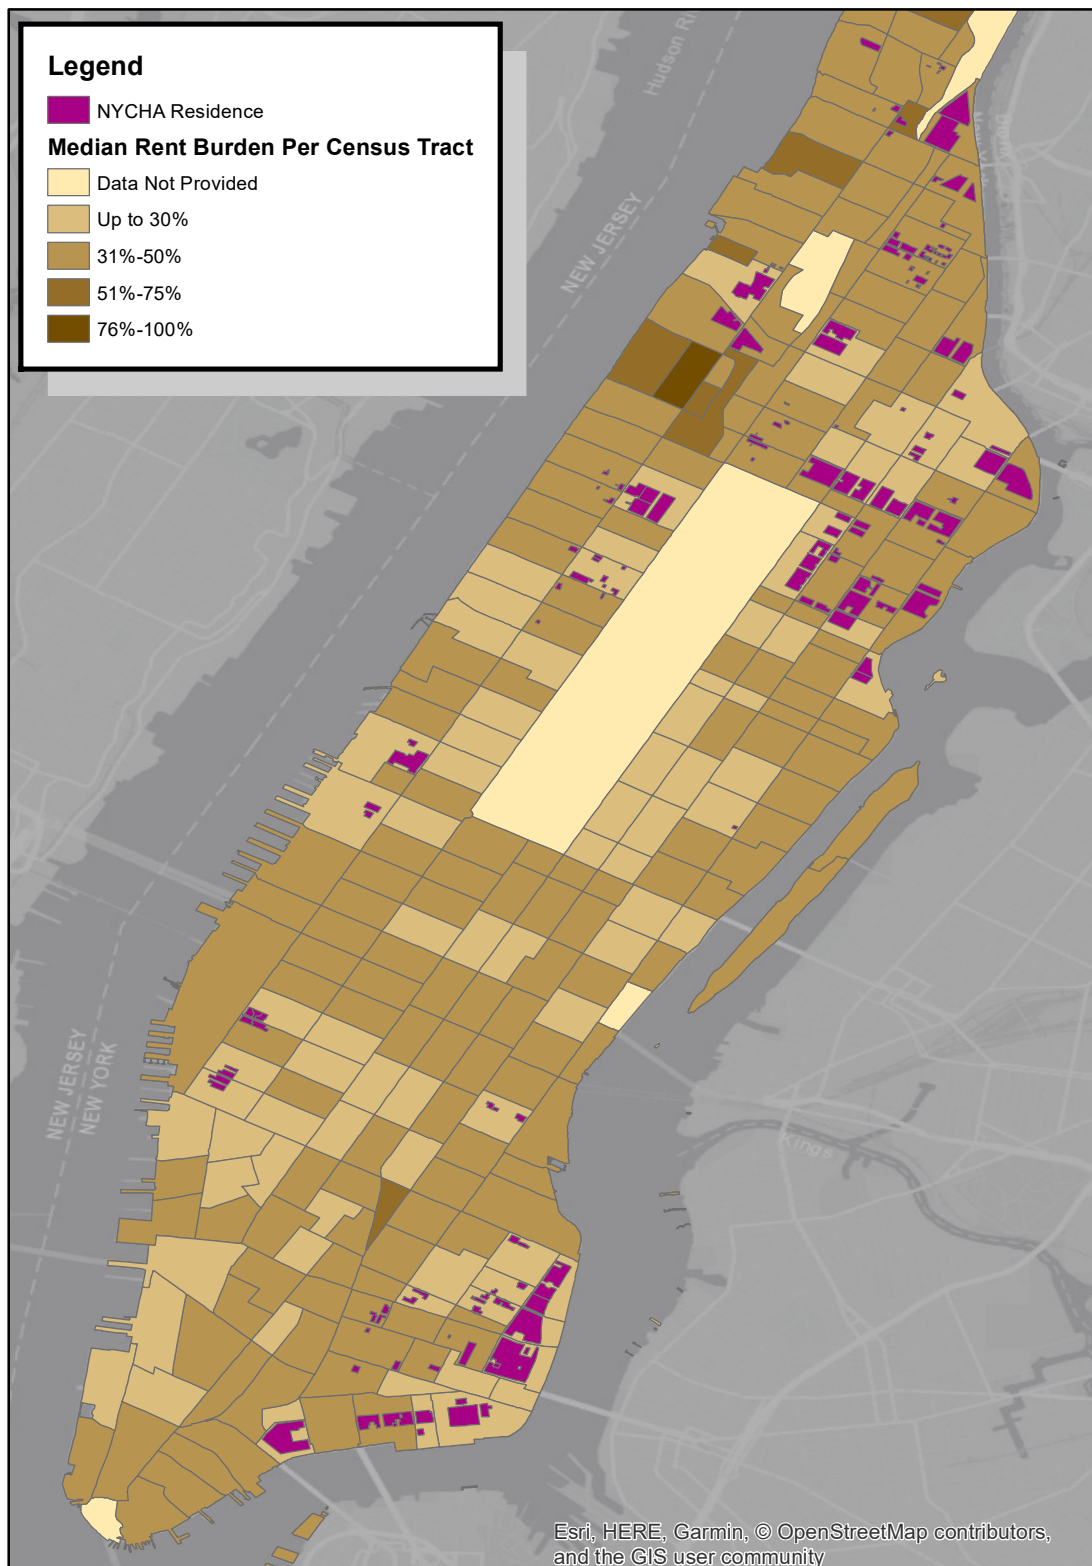 Legend
NYCHA Residence
Median Rent Burden Per Census Tract
Data Not Provided
Up to 30%
31%-50%
51%-75%
76%-100%
NEW JERSEY
NEW JERSEY
NEW YORK
Kings
Esri, HERE, Garmin, © OpenStreetMap contributors,
and the GIS user community